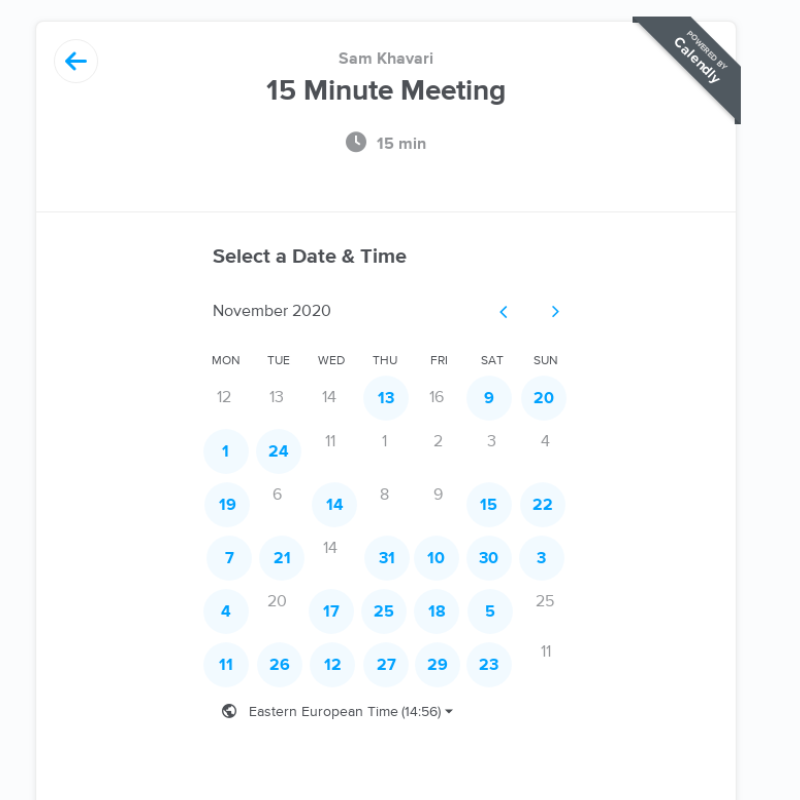 Sam Khavari
POWERED BY
Calendly
15 Minute Meeting
15 min
Select a Date & Time
November 2020
MON TUE WED THU FRI SAT SUN
12 13 14 13 16 9 20
1 24 11 1 2 3 4
19 6 14 8 9 15 22
7 21 14 31 10 30 3
4 20 17 25 18 5 25
11 26 12 27 29 23 11
Eastern European Time (14:56)